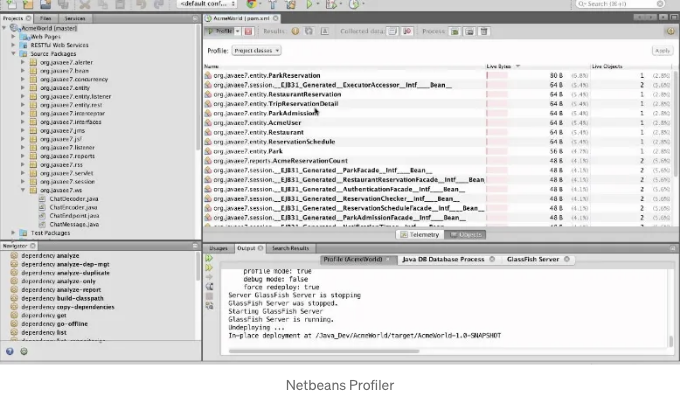 <default conf...
Search (⌘+I)
Projects Files Services
AcmeWorld [master]
Web Pages
RESTful Web Services
Source Packages
org.javaee7.alerter
org.javaee7.bean
org.javaee7.concurrency
org.javaee7.entity
org.javaee7.entity.listener
org.javaee7.entity.rest
org.javaee7.interceptor
org.javaee7.interfaces
org.javaee7.jms
org.javaee7.jsf
org.javaee7.listener
org.javaee7.reports
org.javaee7.rss
org.javaee7.servlet
org.javaee7.session
org.javaee7.ws
ChatDecoder.java
ChatEncoder.java
ChatEndpoint.java
ChatMessage.java
Test Packages
Navigator
dependency analyze
dependency analyze-dep-mgt
dependency analyze-duplicate
dependency analyze-only
dependency analyze-report
dependency build-classpath
dependency copy-dependencies
dependency get
dependency go-offline
dependency list
AcmeWorld
Profile Results: Collected data: Process:
Profile: Project classes Apply
Name Live Bytes Live Objects
org.javaee7.entity.ParkReservation 80 B (6.8%) 1 (2.8%)
org.javaee7.session.__EJB31_Generated__ExecutorAccessor__Intf____Bean__ 64 B (5.4%) 2 (5.6%)
org.javaee7.entity.RestaurantReservation 64 B (5.4%) 1 (2.8%)
org.javaee7.entity.TripReservationDetail 64 B (5.4%) 1 (2.8%)
org.javaee7.entity.ParkAdmission 64 B (5.4%) 1 (2.8%)
org.javaee7.entity.AcmeUser 64 B (5.4%) 1 (2.8%)
org.javaee7.entity.Restaurant 64 B (5.4%) 1 (2.8%)
org.javaee7.entity.ReservationSchedule 64 B (5.4%) 1 (2.8%)
org.javaee7.entity.Park 56 B (4.7%) 1 (2.8%)
org.javaee7.reports.AcmeReservationCount 48 B (4.1%) 2 (5.6%)
org.javaee7.session.__EJB31_Generated__ParkFacade__Intf____Bean__ 48 B (4.1%) 2 (5.6%)
org.javaee7.session.__EJB31_Generated__RestaurantReservationFacade__Intf____Bean__ 48 B (4.1%) 2 (5.6%)
org.javaee7.session.__EJB31_Generated__AuthenticationFacade__Intf____Bean__ 48 B (4.1%) 2 (5.6%)
org.javaee7.session.__EJB31_Generated__ReservationChecker__Intf____Bean__ 48 B (4.1%) 2 (5.6%)
org.javaee7.session.__EJB31_Generated__ReservationScheduleFacade__Intf____Bean__ 48 B (4.1%) 2 (5.6%)
org.javaee7.session.__EJB31_Generated__ParkAdmissionFacade__Intf____Bean__ 48 B (4.1%) 2 (5.6%)
Telemetry Objects
Usages Output Search Results
Profile (AcmeWorld) Java DB Database Process GlassFish Server
profile mode: true
debug mode: false
force redeploy: true
Server GlassFish Server is stopping
GlassFish Server was stopped.
Starting GlassFish Server
GlassFish Server is running.
Undeploying ...
In-place deployment at /Java_Dev/AcmeWorld/target/AcmeWorld-1.0-SNAPSHOT
Netbeans Profiler